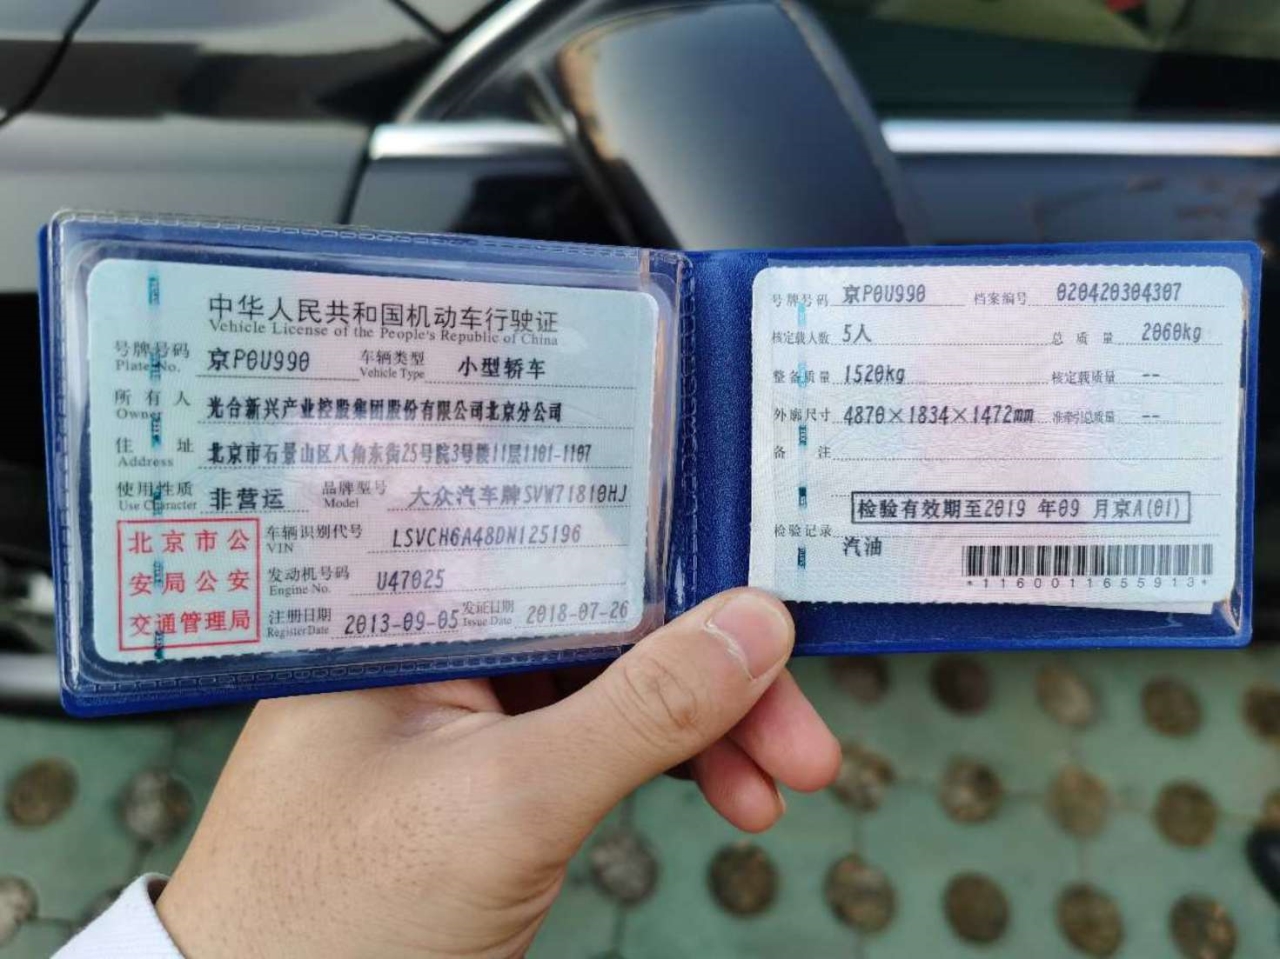 中华人民共和国机动车行驶证
Vehicle License of the People's Republic of China
号牌号码 Plate No. 京P0U990 车辆类型 Vehicle Type 小型轿车
所有人 Owner 光合新兴产业控股集团股份有限公司北京分公司
住址 Address 北京市石景山区八角东街25号院3号楼11层1101-1107
使用性质 Use Character 非营运 品牌型号 Model 大众汽车牌SVW71810HJ
北京市公
安局公安
交通管理局
车辆识别代号 VIN LSVCH6A48DN125196
发动机号码 Engine No. U47025
注册日期 Register Date 2013-09-05 发证日期 Issue Date 2018-07-26
号牌号码 京P0U990 档案编号 020420304307
核定载人数 5人 总质量 2060kg
整备质量 1520kg 核定载质量 --
外廓尺寸 4870×1834×1472mm 准牵引总质量 --
备注
检验有效期至2019 年09 月京A(01)
检验记录
汽油
*1160011655913*